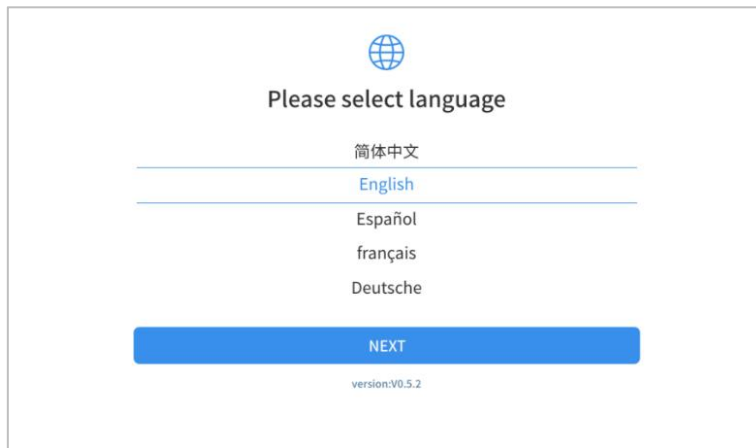 Please select language
简体中文
English
Español
français
Deutsche
NEXT
version:V0.5.2